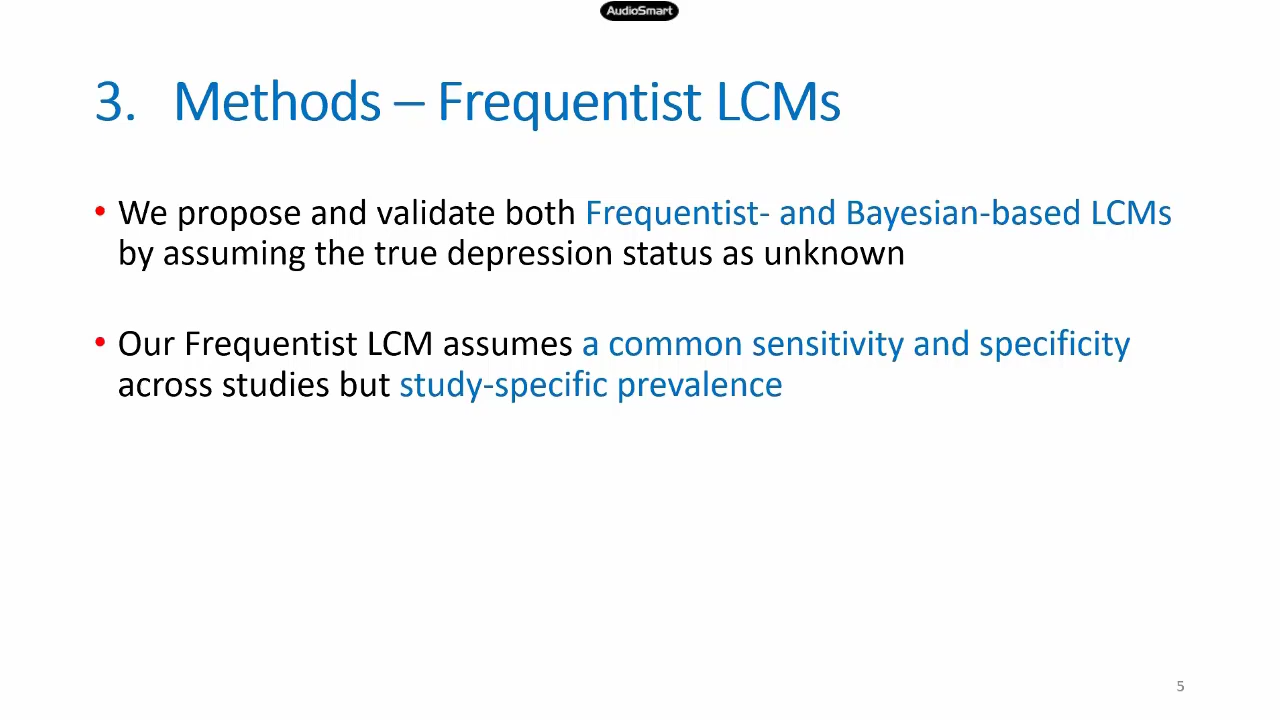 AudioSmart
3. Methods – Frequentist LCMs
• We propose and validate both Frequentist- and Bayesian-based LCMs
by assuming the true depression status as unknown
• Our Frequentist LCM assumes a common sensitivity and specificity
across studies but study-specific prevalence
5